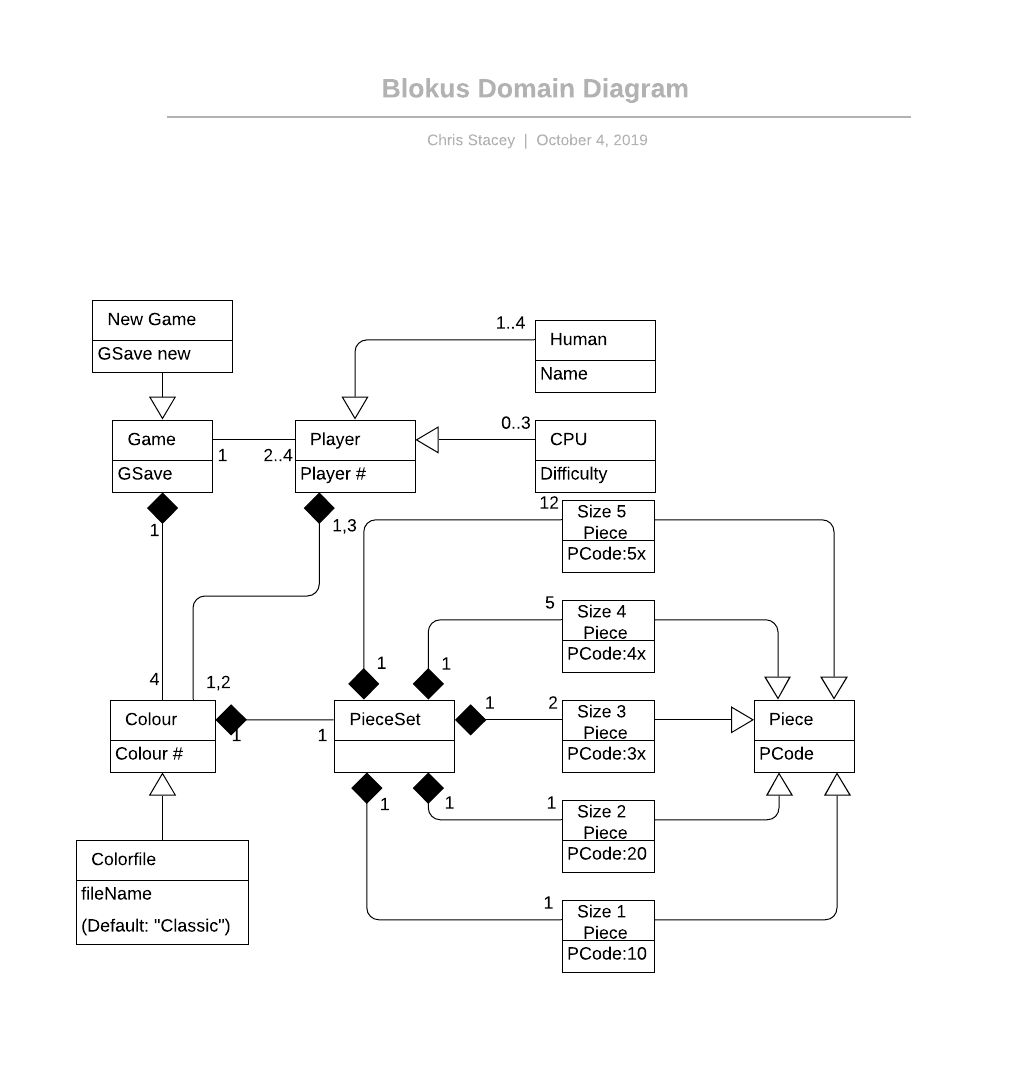 Blokus Domain Diagram
Chris Stacey | October 4, 2019
New Game
GSave new
1..4
Human
Name
Game
GSave
1
2..4
Player
Player #
0..3
CPU
Difficulty
1
1,3
12
Size 5
Piece
PCode:5x
5
Size 4
Piece
PCode:4x
1
1
4
1,2
Colour
Colour #
1
1
PieceSet
1
2
Size 3
Piece
PCode:3x
Piece
PCode
1
1
1
Size 2
Piece
PCode:20
Colorfile
fileName
(Default: "Classic")
1
Size 1
Piece
PCode:10